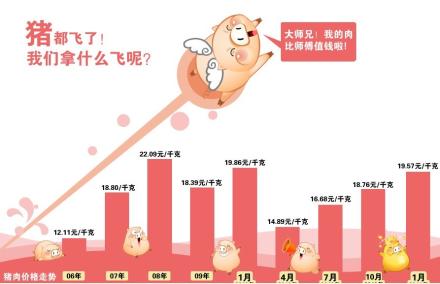 猪都飞了!
我们拿什么飞呢?
大师兄!我的肉
比师傅值钱啦!
22.09元/千克
19.86元/千克
19.57元/千克
18.80元/千克
18.39元/千克
18.76元/千克
16.68元/千克
14.89元/千克
12.11元/千克
猪肉价格走势 06年 07年 08年 09年 1月 4月 7月 10月 1月